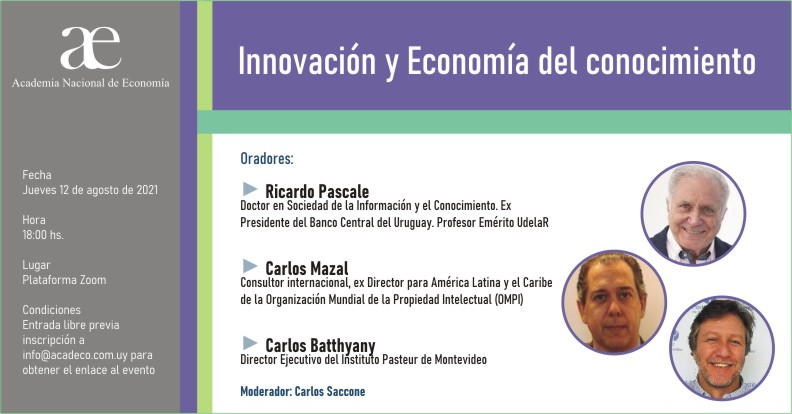 æ
Academia Nacional de Economía
Fecha
Jueves 12 de agosto de 2021
Hora
18:00 hs.
Lugar
Plataforma Zoom
Condiciones
Entrada libre previa
inscripción a
info@acadeco.com.uy para
obtener el enlace al evento
Innovación y Economía del conocimiento
Oradores:
Ricardo Pascale
Doctor en Sociedad de la Información y el Conocimiento. Ex
Presidente del Banco Central del Uruguay. Profesor Emérito UdelaR
Carlos Mazal
Consultor internacional, ex Director para América Latina y el Caribe
de la Organización Mundial de la Propiedad Intelectual (OMPI)
Carlos Batthyany
Director Ejecutivo del Instituto Pasteur de Montevideo
Moderador: Carlos Saccone